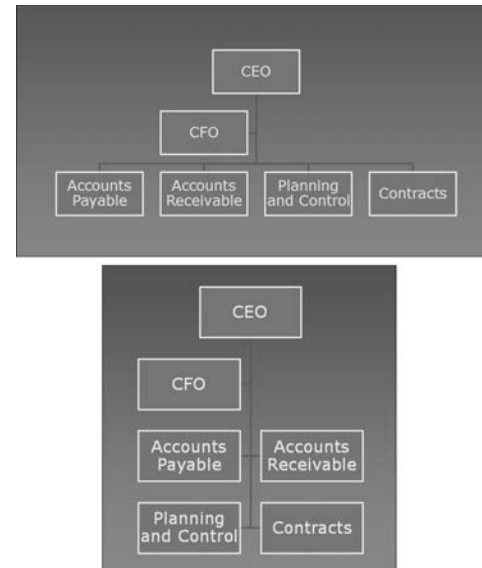 CEO
CFO
Accounts
Payable
Accounts
Receivable
Planning
and Control
Contracts
CEO
CFO
Accounts
Payable
Accounts
Receivable
Planning
and Control
Contracts